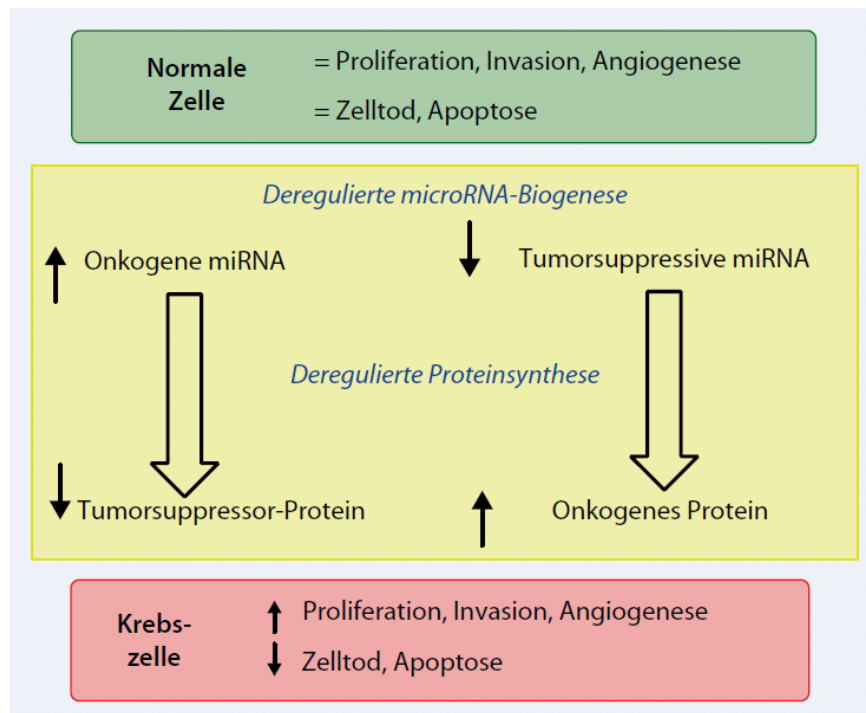 Normale
Zelle
= Proliferation, Invasion, Angiogenese
= Zelltod, Apoptose
Deregulierte microRNA-Biogenese
↑ Onkogene miRNA
↓ Tumorsuppressive miRNA
Deregulierte Proteinsynthese
↓ Tumorsuppressor-Protein
↑ Onkogenes Protein
Krebs-
zelle
↑ Proliferation, Invasion, Angiogenese
↓ Zelltod, Apoptose